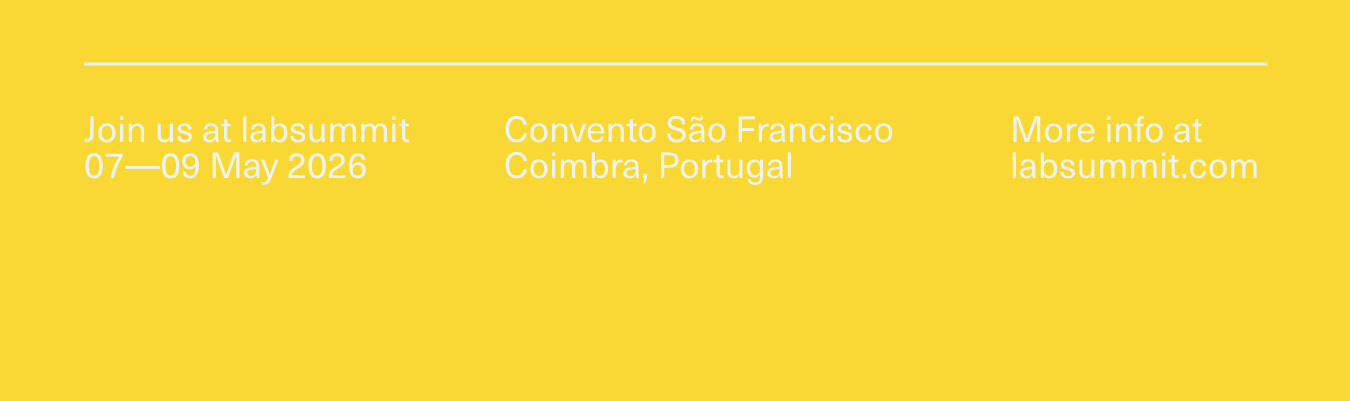 Join us at labsummit
07—09 May 2026
Convento São Francisco
Coimbra, Portugal
More info at
labsummit.com